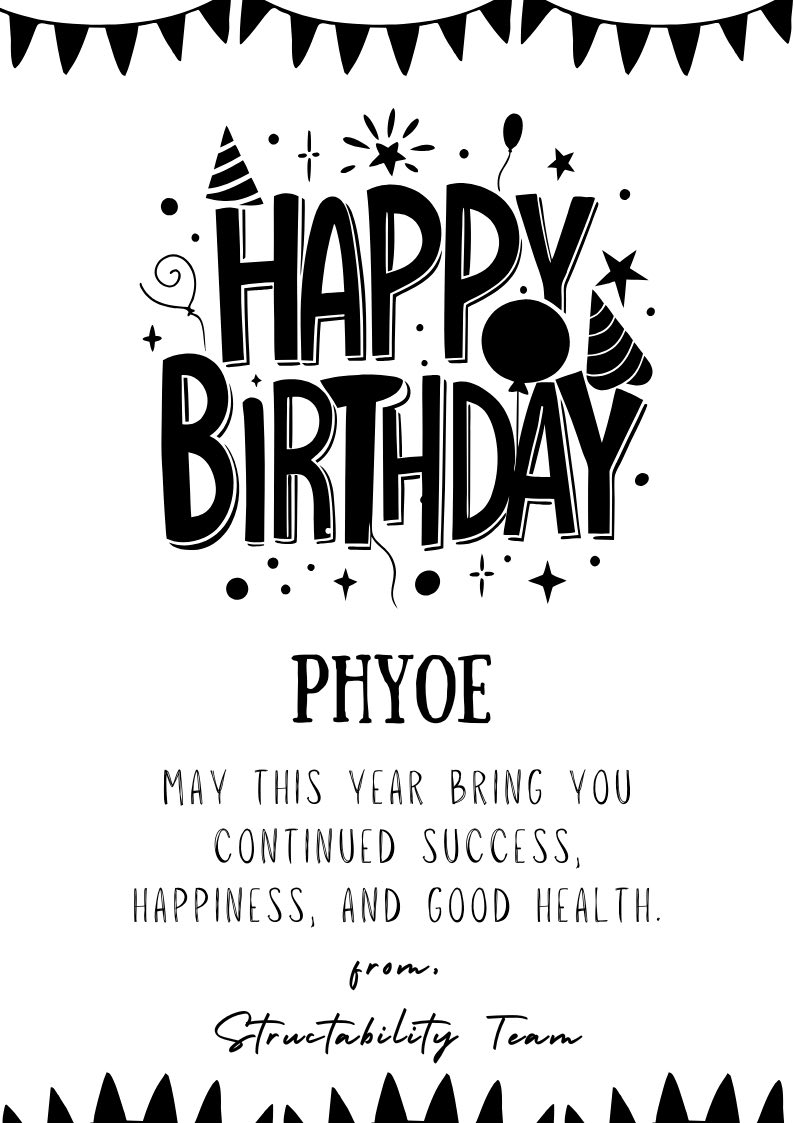 HAPPY
BIRTHDAY
PHYOE
MAY THIS YEAR BRING YOU
CONTINUED SUCCESS,
HAPPINESS, AND GOOD HEALTH.
from,
Structability Team